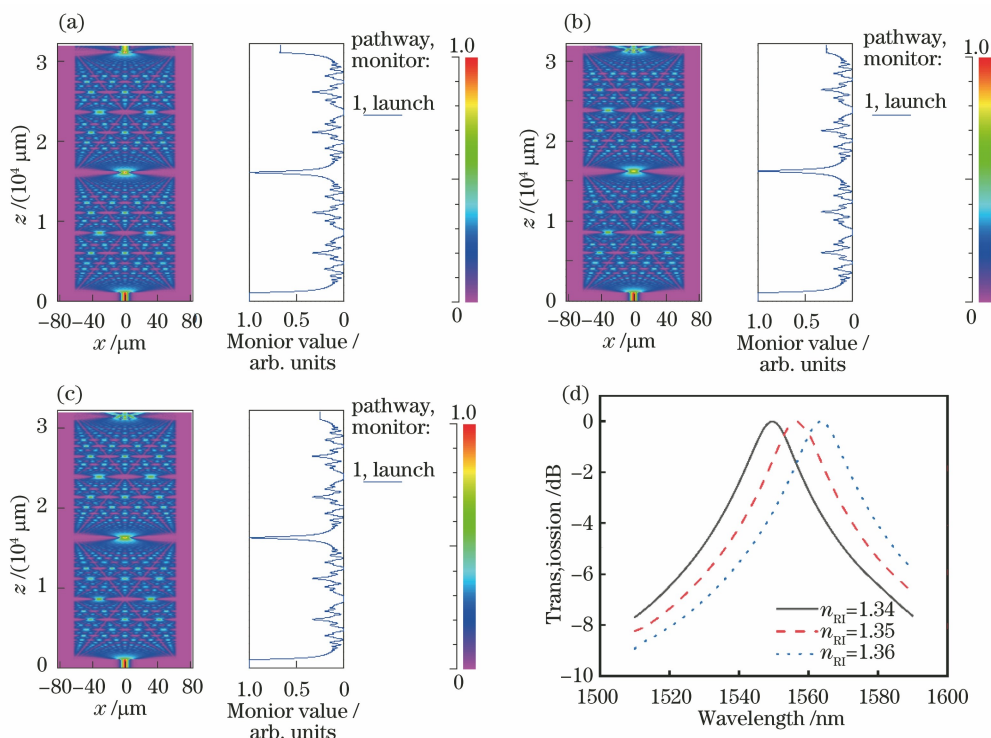 (a)
3
2
1
0
z /(10⁴ μm)
−80 −40 0 40 80
x /μm
1.0 0.5 0
Monior value /
arb. units
pathway,
monitor:
1, launch
1.0
0
(b)
3
2
1
0
z /(10⁴ μm)
−80 −40 0 40 80
x /μm
1.0 0.5 0
Monior value /
arb. units
pathway,
monitor:
1, launch
1.0
0
(c)
3
2
1
0
z /(10⁴ μm)
−80 −40 0 40 80
x /μm
1.0 0.5 0
Monior value /
arb. units
pathway,
monitor:
1, launch
1.0
0
(d)
0
−2
−4
−6
−8
−10
Trans,iossion /dB
n_RI=1.34
n_RI=1.35
n_RI=1.36
1500 1520 1540 1560 1580 1600
Wavelength /nm